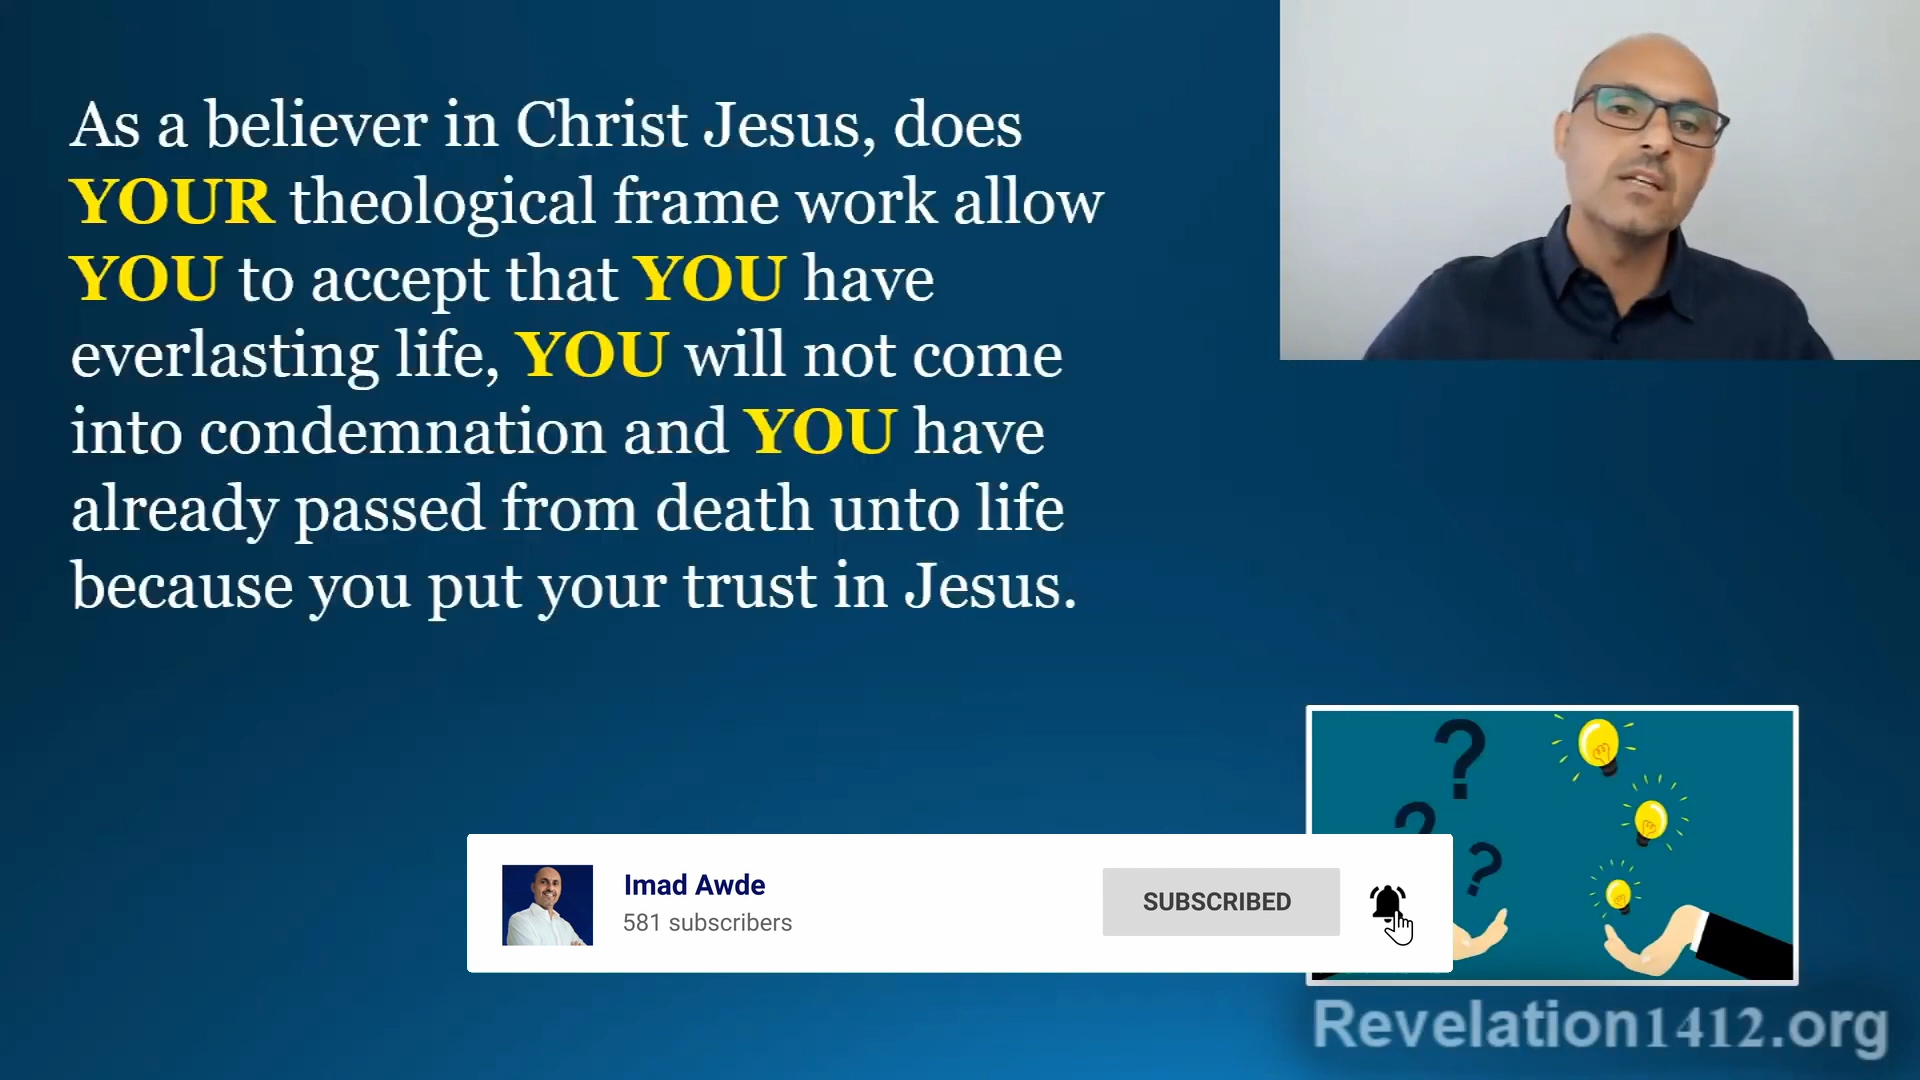 As a believer in Christ Jesus, does
YOUR theological frame work allow
YOU to accept that YOU have
everlasting life, YOU will not come
into condemnation and YOU have
already passed from death unto life
because you put your trust in Jesus.
?
?
?
Imad Awde
581 subscribers
SUBSCRIBED
Revelation1412.org